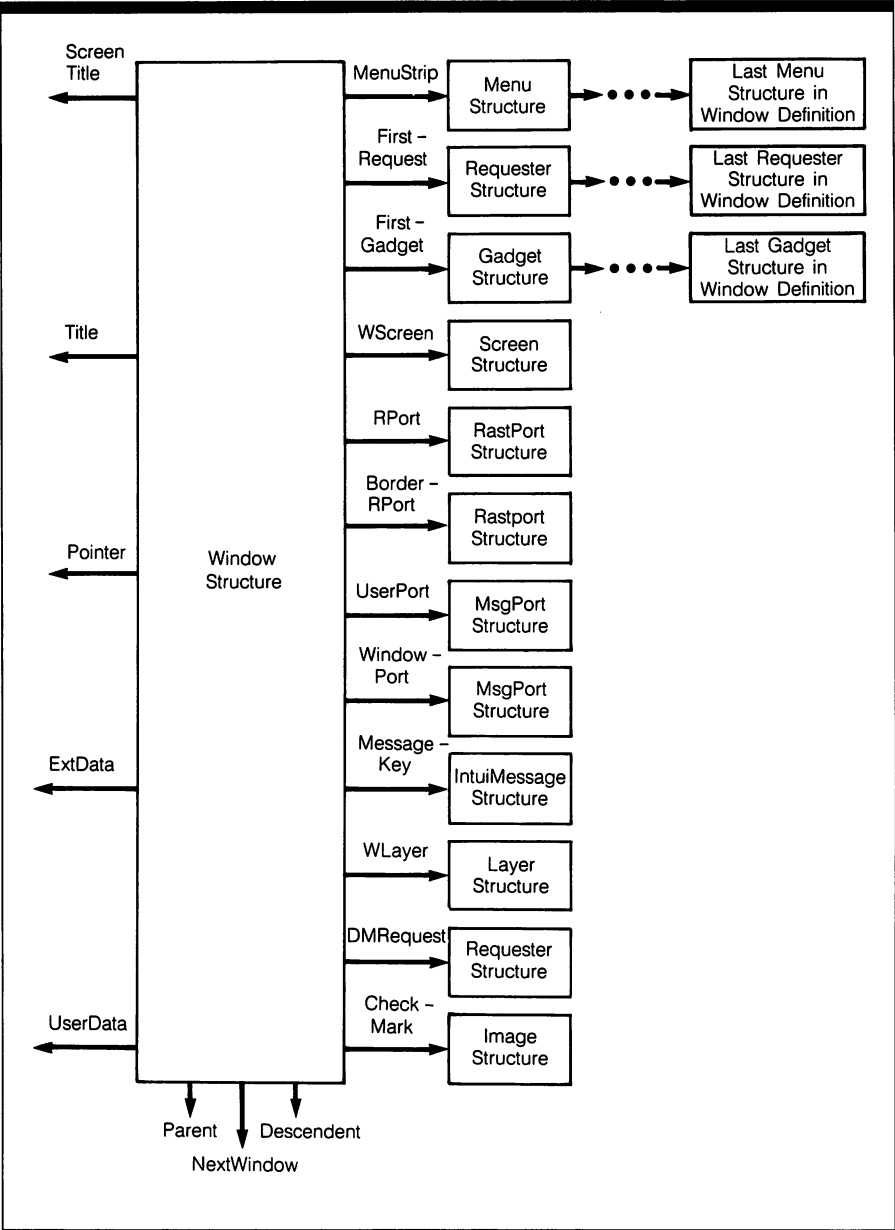 Screen
Title
MenuStrip
Menu
Structure
Last Menu
Structure in
Window Definition
First –
Request
Requester
Structure
Last Requester
Structure in
Window Definition
First –
Gadget
Gadget
Structure
Last Gadget
Structure in
Window Definition
Title
WScreen
Screen
Structure
RPort
RastPort
Structure
Border –
RPort
Rastport
Structure
Pointer
Window
Structure
UserPort
MsgPort
Structure
Window –
Port
MsgPort
Structure
ExtData
Message –
Key
IntuiMessage
Structure
WLayer
Layer
Structure
DMRequest
Requester
Structure
UserData
Check –
Mark
Image
Structure
Parent
Descendent
NextWindow